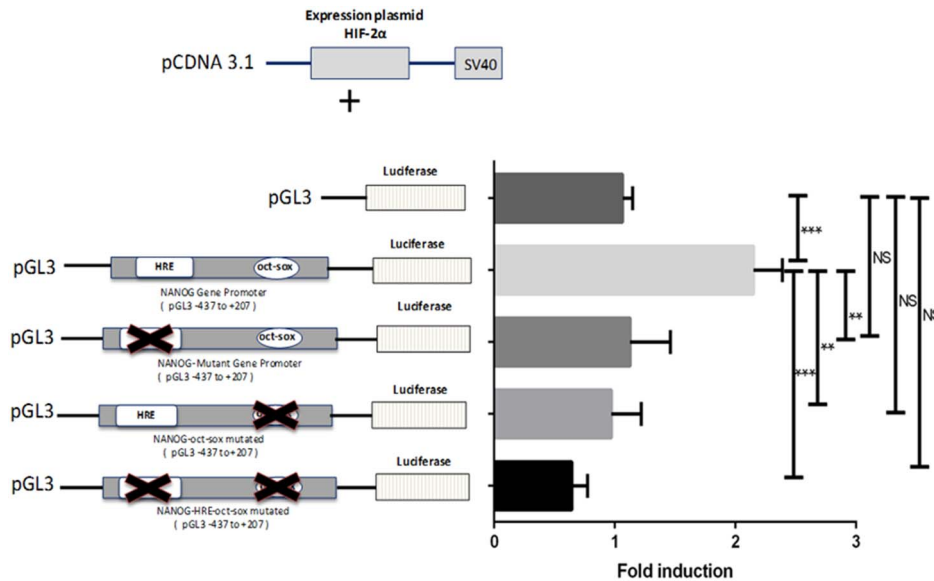 Expression plasmid
HIF-2α
pCDNA 3.1
SV40
+
Luciferase
pGL3
Luciferase
pGL3
HRE
oct-sox
NANOG Gene Promoter
( pGL3 -437 to +207)
Luciferase
pGL3
oct-sox
NANOG-Mutant Gene Promoter
( pGL3 -437 to +207)
Luciferase
pGL3
HRE
NANOG-oct-sox mutated
( pGL3 -437 to +207)
Luciferase
pGL3
NANOG-HRE-oct-sox mutated
( pGL3 -437 to +207)
***
NS
NS
NS
**
**
***
0 1 2 3
Fold induction